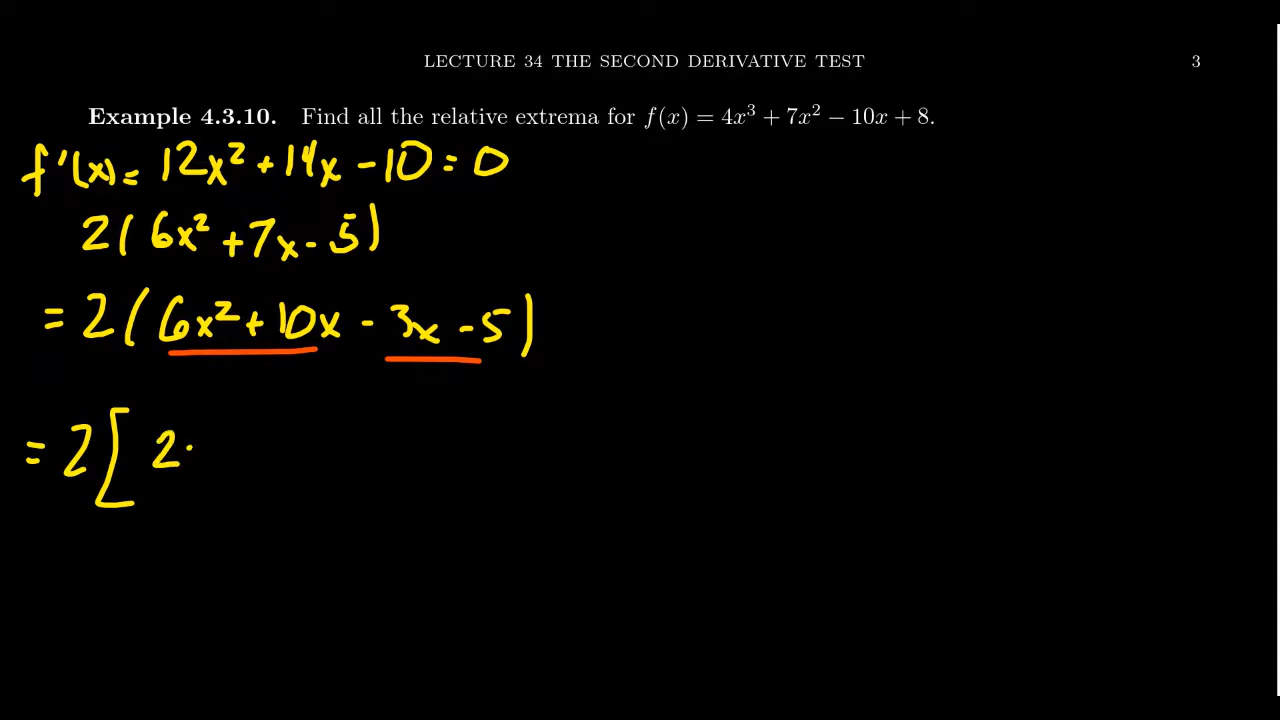 LECTURE 34 THE SECOND DERIVATIVE TEST 3
Example 4.3.10. Find all the relative extrema for f(x) = 4x³ + 7x² − 10x + 8.
f'(x) = 12x² + 14x − 10 = 0
2(6x² + 7x − 5)
= 2(6x² + 10x − 3x − 5)
= 2[ 2·